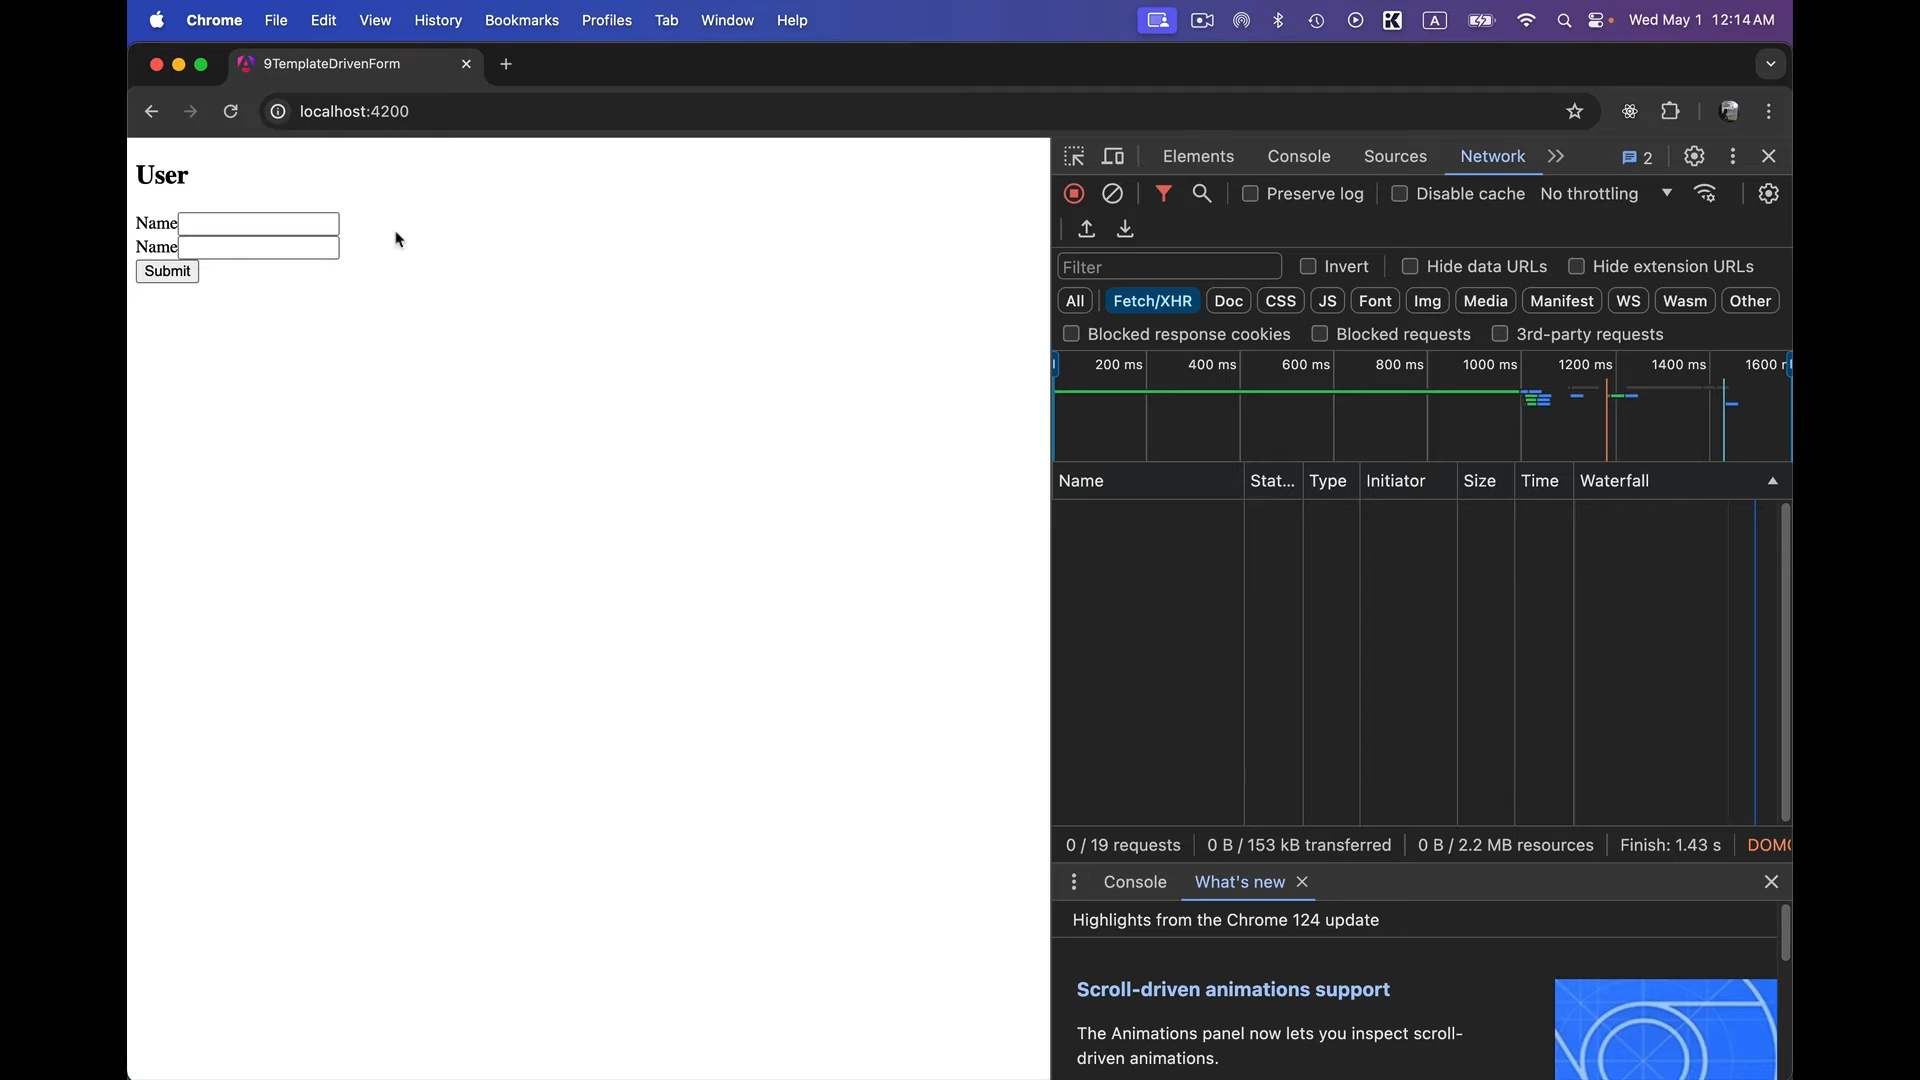 Chrome File Edit View History Bookmarks Profiles Tab Window Help A Wed May 1 12:14 AM
9TemplateDrivenForm
localhost:4200
User
Name
Name
Submit
Elements Console Sources Network 2
Preserve log Disable cache No throttling
Filter Invert Hide data URLs Hide extension URLs
All Fetch/XHR Doc CSS JS Font Img Media Manifest WS Wasm Other
Blocked response cookies Blocked requests 3rd-party requests
200 ms 400 ms 600 ms 800 ms 1000 ms 1200 ms 1400 ms 1600 r
Name Stat... Type Initiator Size Time Waterfall
0 / 19 requests 0 B / 153 kB transferred 0 B / 2.2 MB resources Finish: 1.43 s DOMC
Console What's new
Highlights from the Chrome 124 update
Scroll-driven animations support
The Animations panel now lets you inspect scroll-
driven animations.